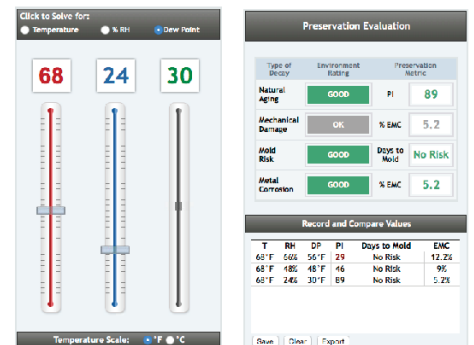 Click to Solve for:
Temperature % RH Dew Point
68 24 30
Temperature Scale: °F °C
Preservation Evaluation
Type of Decay Environment Rating Preservation Metric
Natural Aging GOOD PI 89
Mechanical Damage OK % EMC 5.2
Mold Risk GOOD Days to Mold No Risk
Metal Corrosion GOOD % EMC 5.2
Record and Compare Values
T RH DP PI Days to Mold EMC
68°F 66% 56°F 29 No Risk 12.2%
68°F 48% 48°F 46 No Risk 9%
68°F 24% 30°F 89 No Risk 5.2%
Save Clear Export